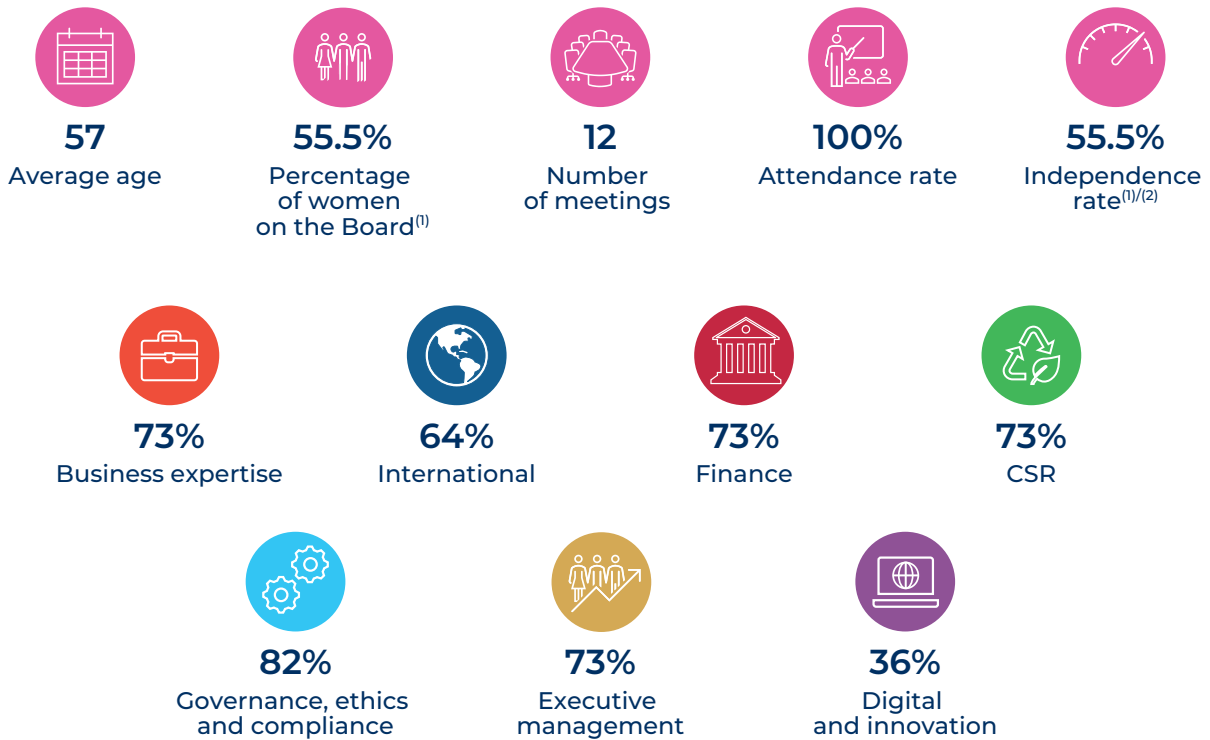 57
Average age
55.5%
Percentage
of women
on the Board(1)
12
Number
of meetings
100%
Attendance rate
55.5%
Independence
rate(1)/(2)
73%
Business expertise
64%
International
73%
Finance
73%
CSR
82%
Governance, ethics
and compliance
73%
Executive
management
36%
Digital
and innovation